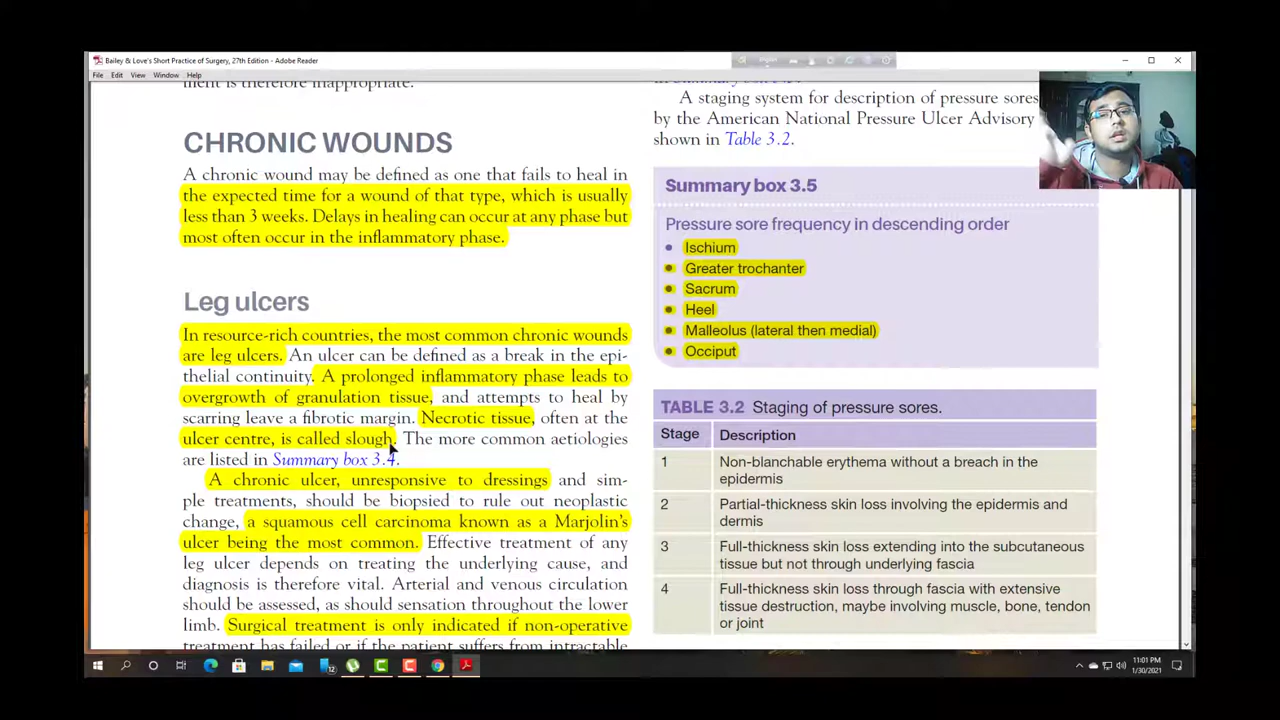 Bailey & Love's Short Practice of Surgery, 27th Edition - Adobe Reader
File Edit View Window Help
ment is therefore inappropriate.
CHRONIC WOUNDS
A chronic wound may be defined as one that fails to heal in
the expected time for a wound of that type, which is usually
less than 3 weeks. Delays in healing can occur at any phase but
most often occur in the inflammatory phase.
Leg ulcers
In resource-rich countries, the most common chronic wounds
are leg ulcers. An ulcer can be defined as a break in the epi-
thelial continuity. A prolonged inflammatory phase leads to
overgrowth of granulation tissue, and attempts to heal by
scarring leave a fibrotic margin. Necrotic tissue, often at the
ulcer centre, is called slough. The more common aetiologies
are listed in Summary box 3.4.
A chronic ulcer, unresponsive to dressings and sim-
ple treatments, should be biopsied to rule out neoplastic
change, a squamous cell carcinoma known as a Marjolin's
ulcer being the most common. Effective treatment of any
leg ulcer depends on treating the underlying cause, and
diagnosis is therefore vital. Arterial and venous circulation
should be assessed, as should sensation throughout the lower
limb. Surgical treatment is only indicated if non-operative
treatment has failed or if the patient suffers from intractable
A staging system for description of pressure sores
by the American National Pressure Ulcer Advisory
shown in Table 3.2.
Summary box 3.5
Pressure sore frequency in descending order
• Ischium
• Greater trochanter
• Sacrum
• Heel
• Malleolus (lateral then medial)
• Occiput
TABLE 3.2 Staging of pressure sores.
Stage Description
1 Non-blanchable erythema without a breach in the
epidermis
2 Partial-thickness skin loss involving the epidermis and
dermis
3 Full-thickness skin loss extending into the subcutaneous
tissue but not through underlying fascia
4 Full-thickness skin loss through fascia with extensive
tissue destruction, maybe involving muscle, bone, tendon
or joint
12
11:01 PM
1/30/2021